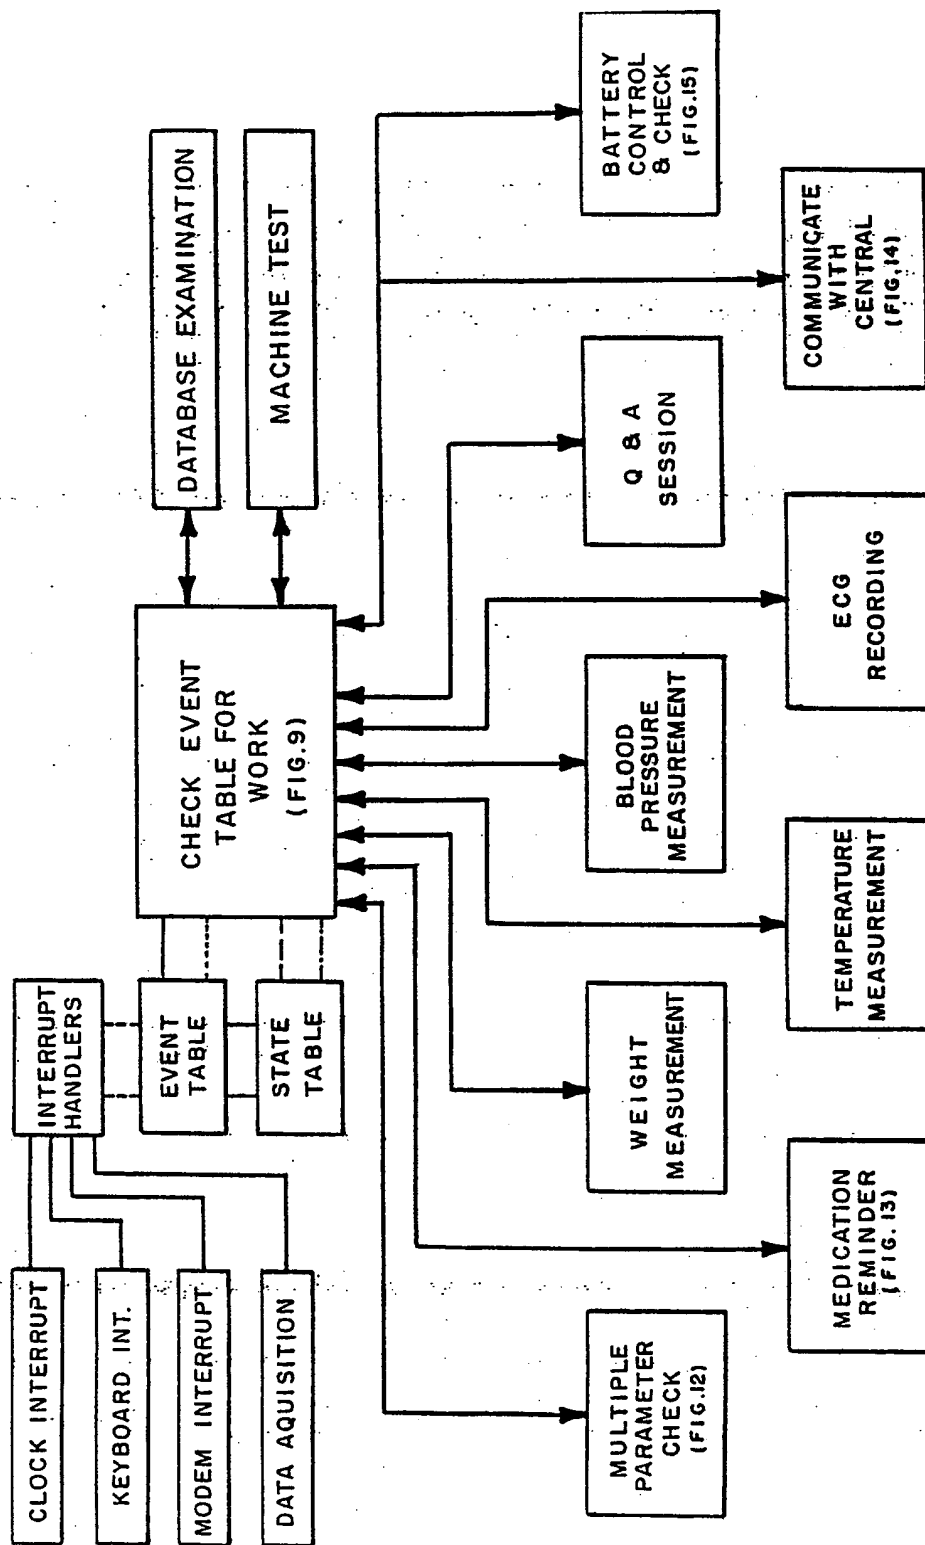 CLOCK INTERRUPT
KEYBOARD INT.
MODEM INTERRUPT
DATA AQUISITION
INTERRUPT
HANDLERS
EVENT
TABLE
STATE
TABLE
CHECK EVENT
TABLE FOR
WORK
(FIG.9)
DATABASE EXAMINATION
MACHINE TEST
MULTIPLE
PARAMETER
CHECK
(FIG.12)
MEDICATION
REMINDER
(FIG.13)
WEIGHT
MEASUREMENT
TEMPERATURE
MEASUREMENT
BLOOD
PRESSURE
MEASUREMENT
ECG
RECORDING
Q & A
SESSION
COMMUNICATE
WITH
CENTRAL
(FIG.14)
BATTERY
CONTROL
& CHECK
(FIG.15)